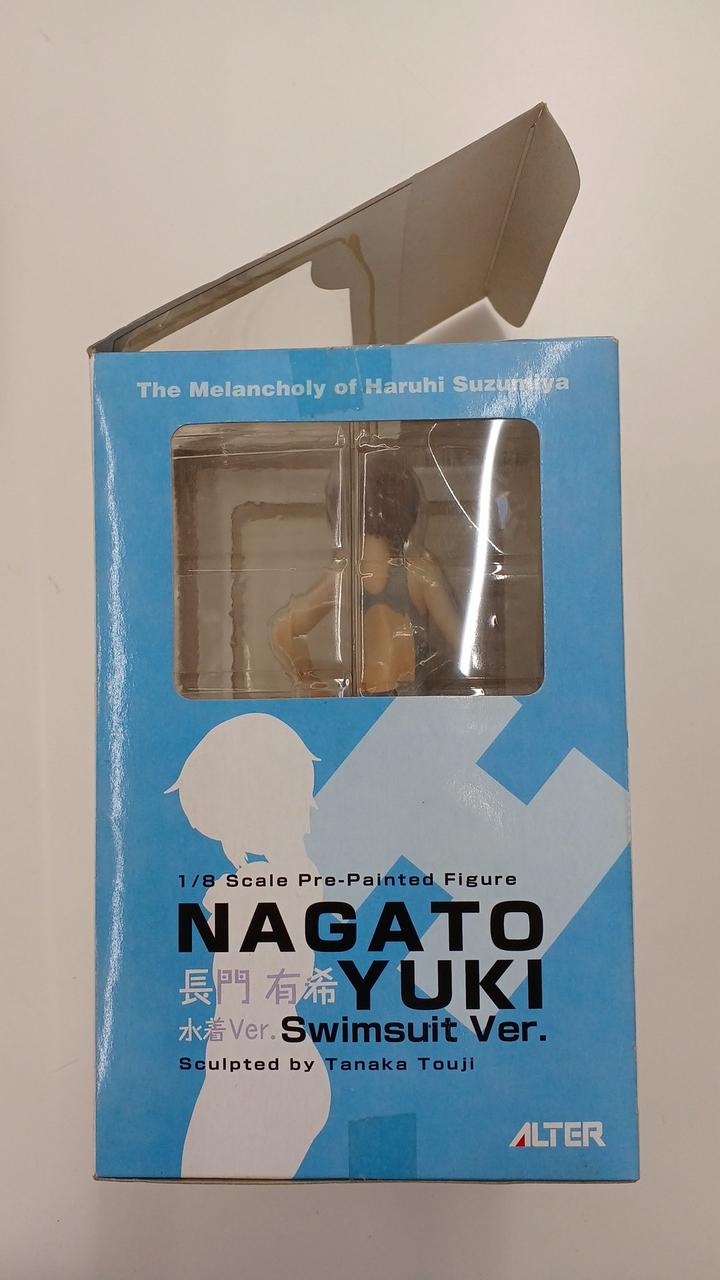 The Melancholy of Haruhi Suzumiya
1/8 Scale Pre-Painted Figure
NAGATO
長門 有希 YUKI
水着Ver. Swimsuit Ver.
Sculpted by Tanaka Touji
ALTER